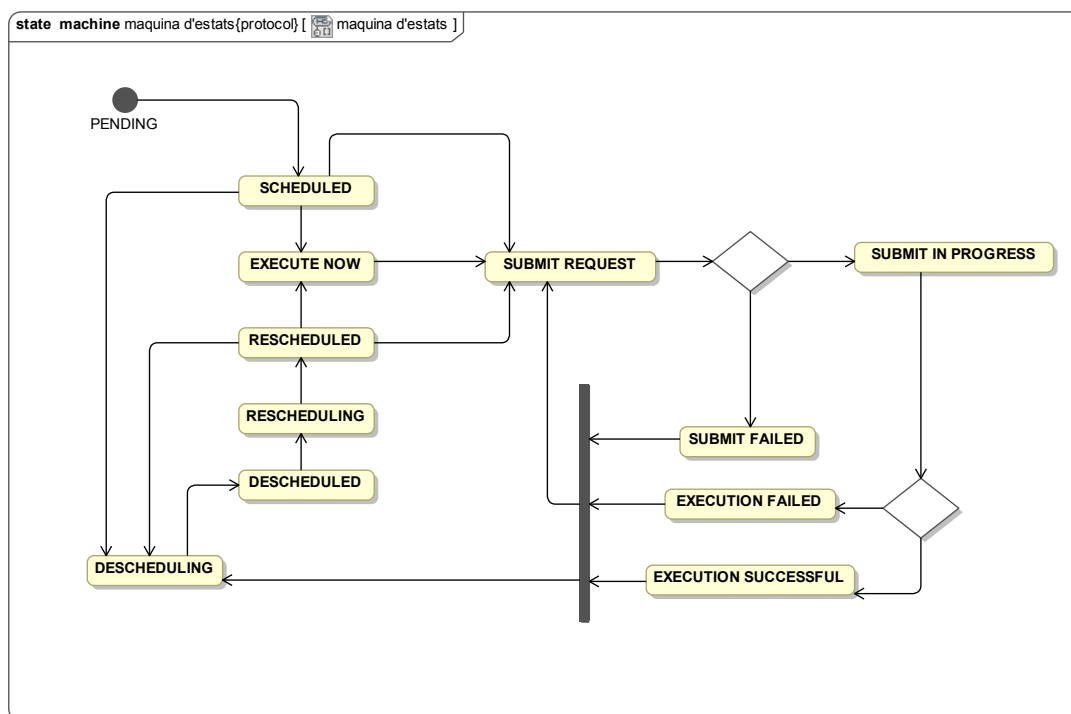 state machine maquina d'estats{protocol} [ maquina d'estats ]
PENDING
SCHEDULED
EXECUTE NOW
SUBMIT REQUEST
SUBMIT IN PROGRESS
RESCHEDULED
RESCHEDULING
SUBMIT FAILED
DESCHEDULED
EXECUTION FAILED
DESCHEDULING
EXECUTION SUCCESSFUL